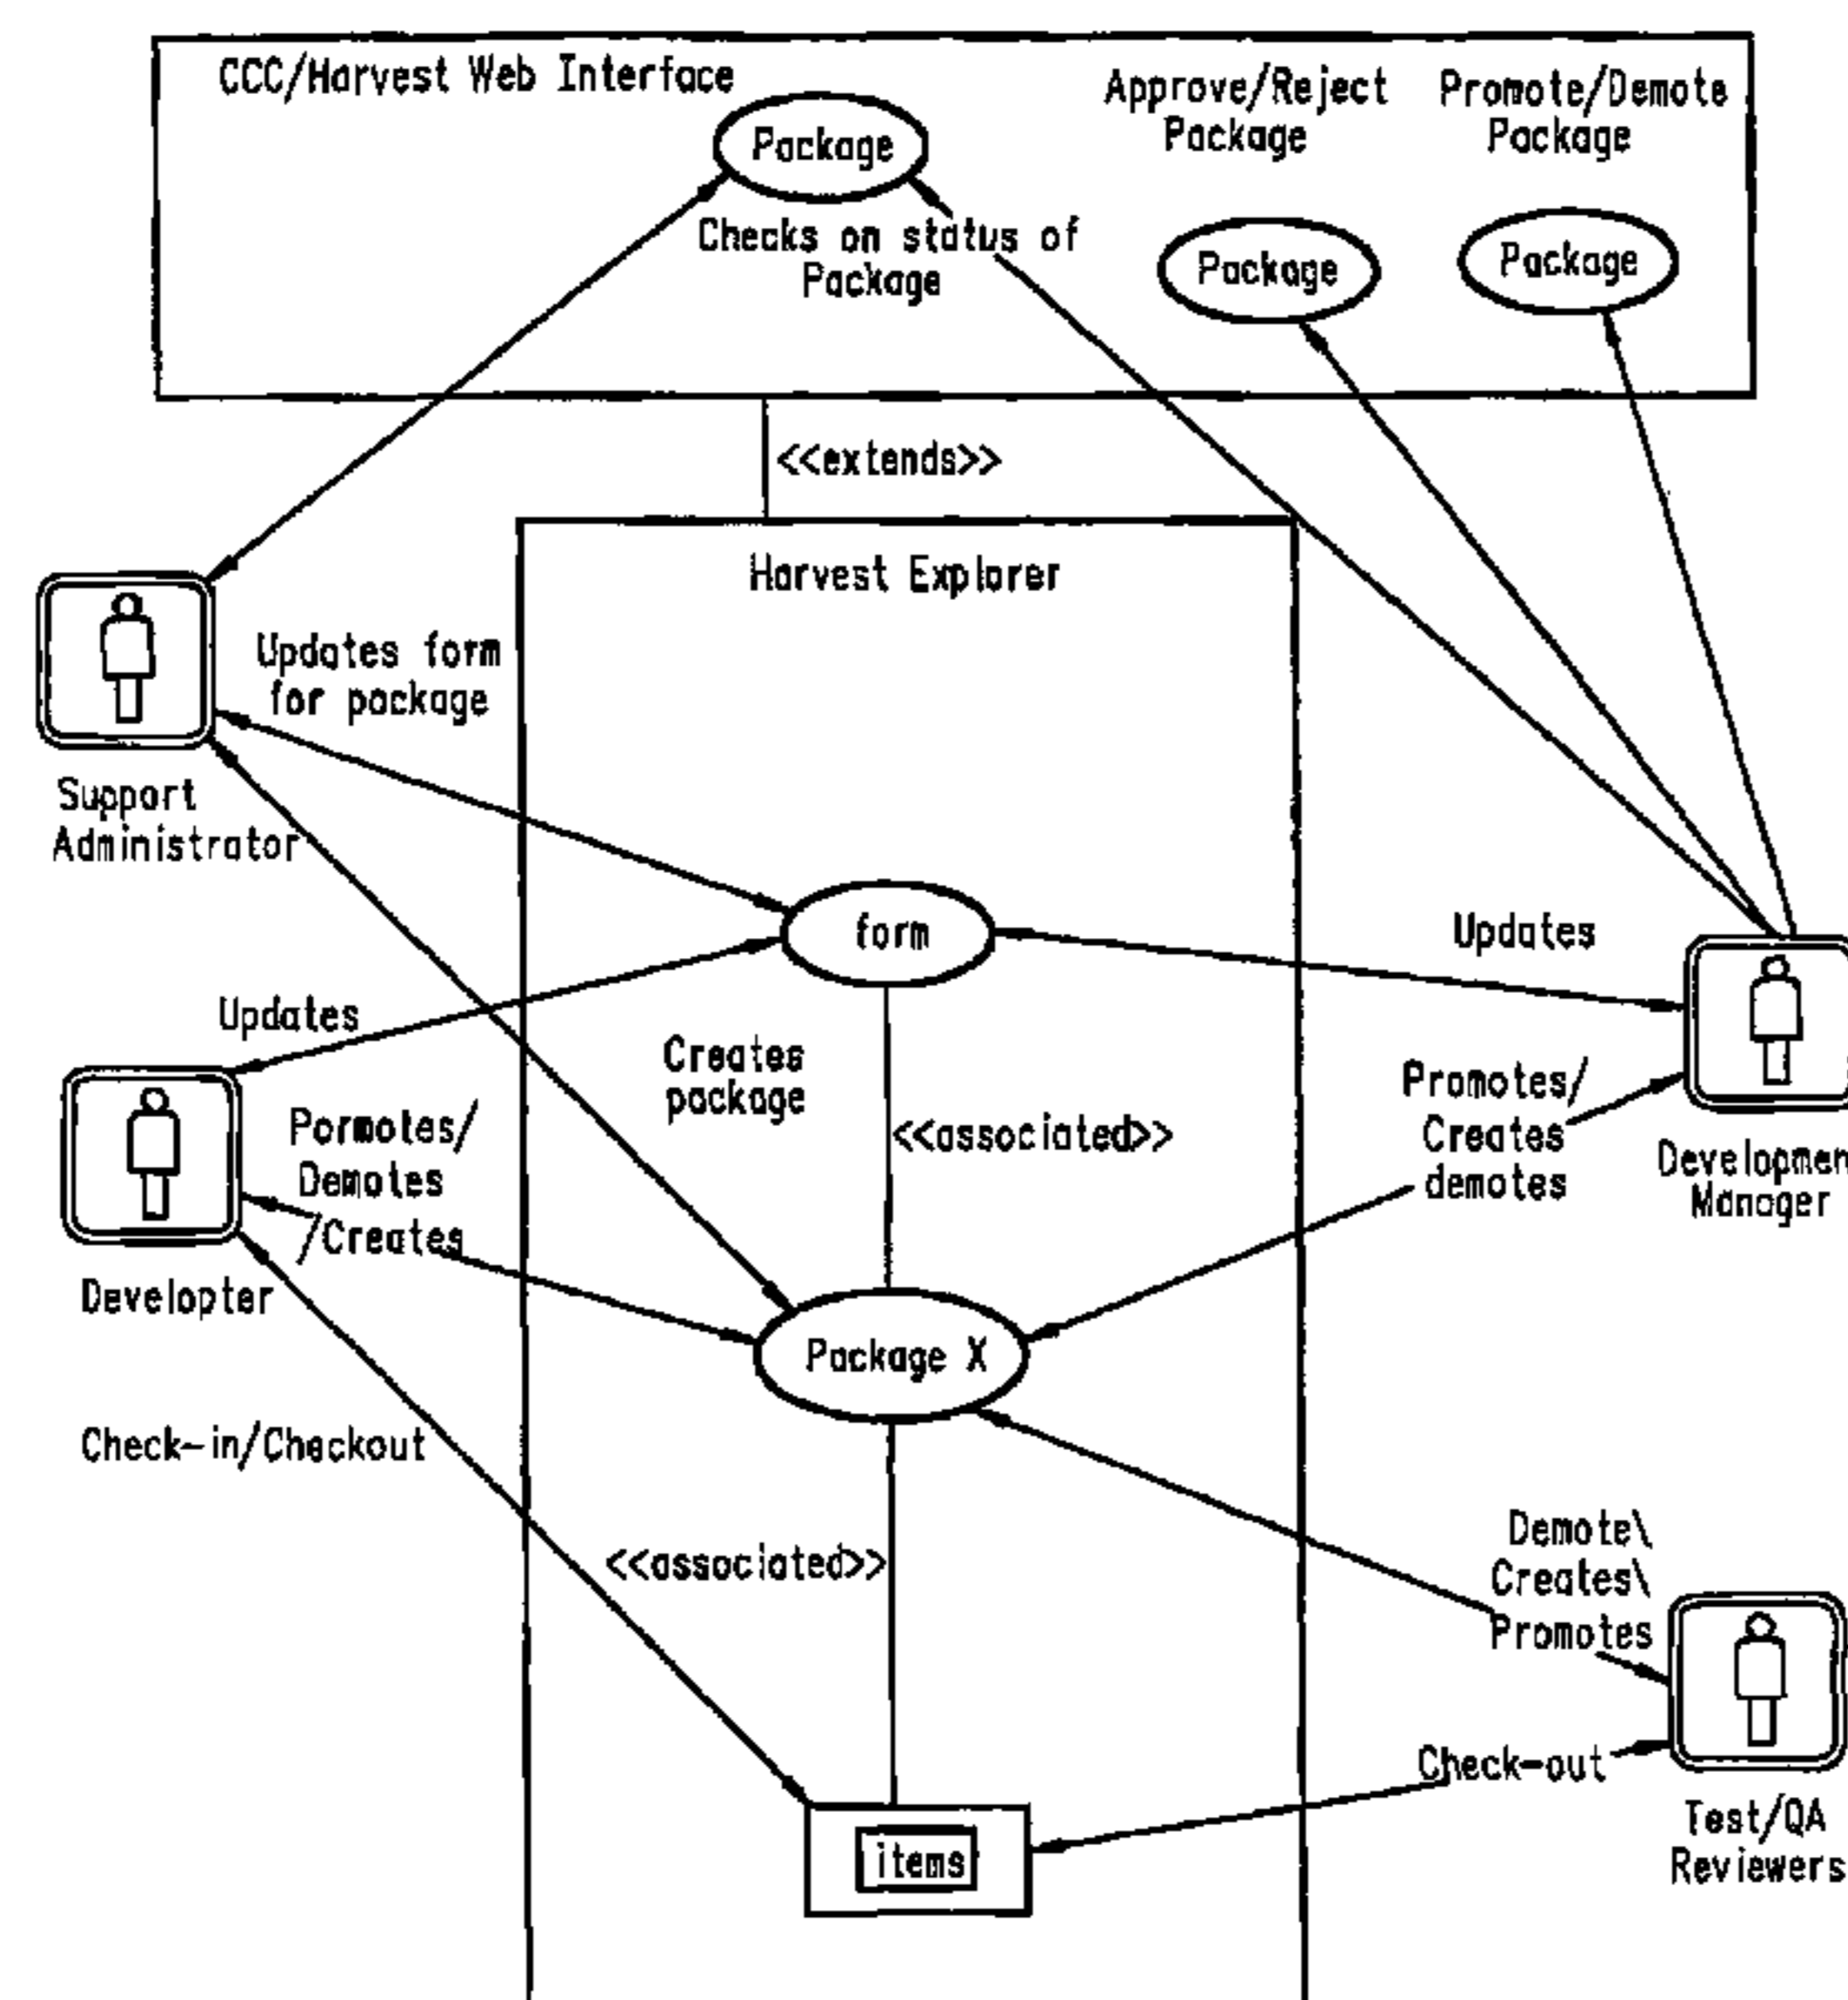 CCC/Harvest Web Interface
Approve/Reject
Package
Promote/Demote
Package
Package
Checks on status of
Package
Package
Package
<<extends>>
Harvest Explorer
Updates form
for package
Support
Administrator
form
Updates
Updates
Creates
package
Pormotes/
Demotes
/Creates
<<associated>>
Promotes/
Creates
demotes
Developmen
Manager
Developter
Package X
Check-in/Checkout
<<associated>>
Demote\
Creates\
Promotes
Check-out
items
Test/QA
Reviewers